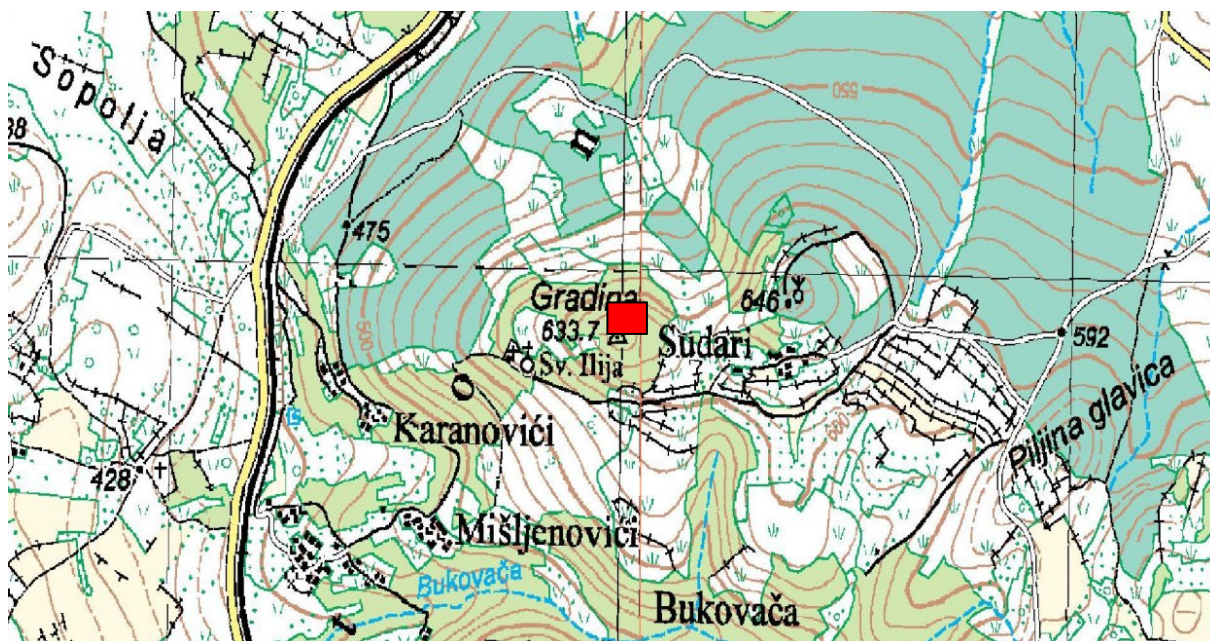 Sopolja
38
550
n
475
Gradina
646
633.7
Sudari
592
500
Sv. Ilija
o
Piljina glavica
600
Karanovići
428
Mišljenovići
Bukovača
Bukovača